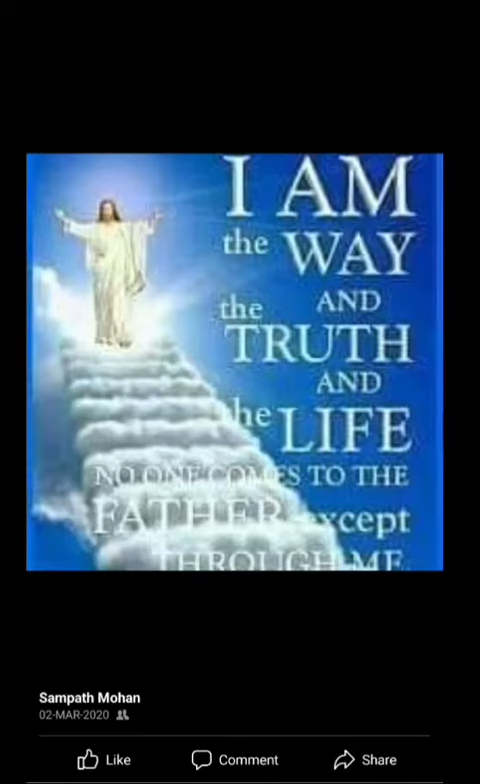 I AM
the WAY
the AND
TRUTH
AND
the LIFE
NO ONE COMES TO THE
FATHER except
THROUGH ME
Sampath Mohan
02-MAR-2020
Like Comment Share